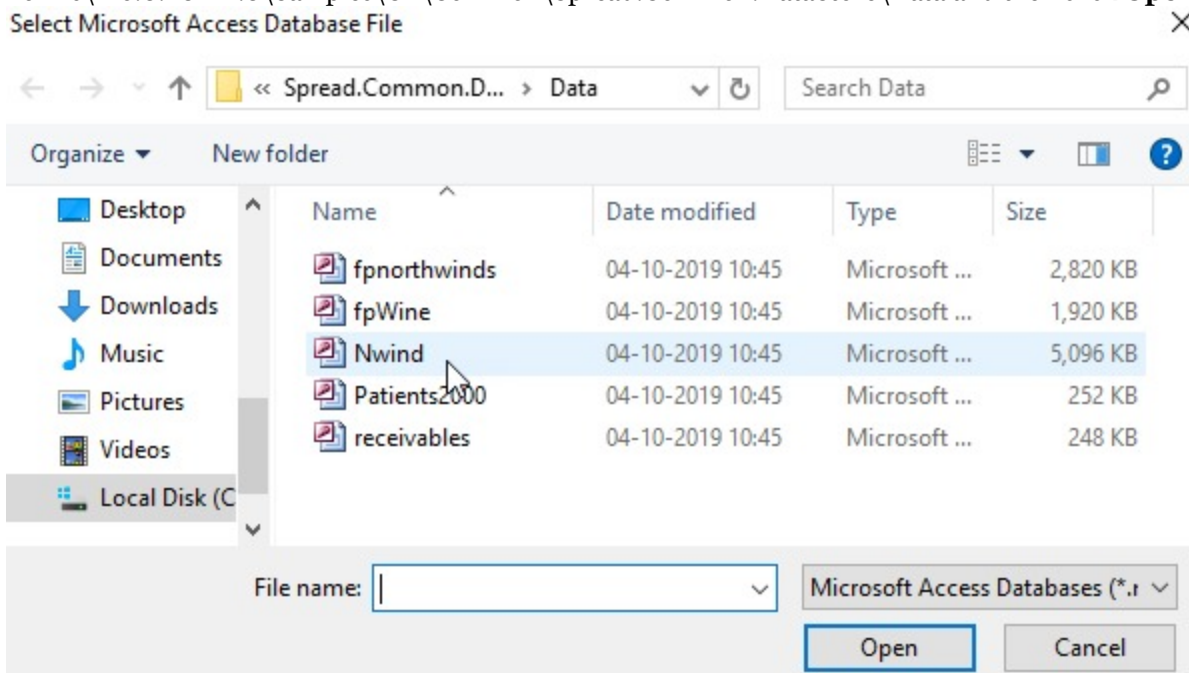 Select Microsoft Access Database File
« Spread.Common.D... › Data
Search Data
Organize
New folder
Name Date modified Type Size
Desktop
Documents
Downloads
Music
Pictures
Videos
Local Disk (C
fpnorthwinds 04-10-2019 10:45 Microsoft ... 2,820 KB
fpWine 04-10-2019 10:45 Microsoft ... 1,920 KB
Nwind 04-10-2019 10:45 Microsoft ... 5,096 KB
Patients2000 04-10-2019 10:45 Microsoft ... 252 KB
receivables 04-10-2019 10:45 Microsoft ... 248 KB
File name:
Microsoft Access Databases (*.r
Open Cancel